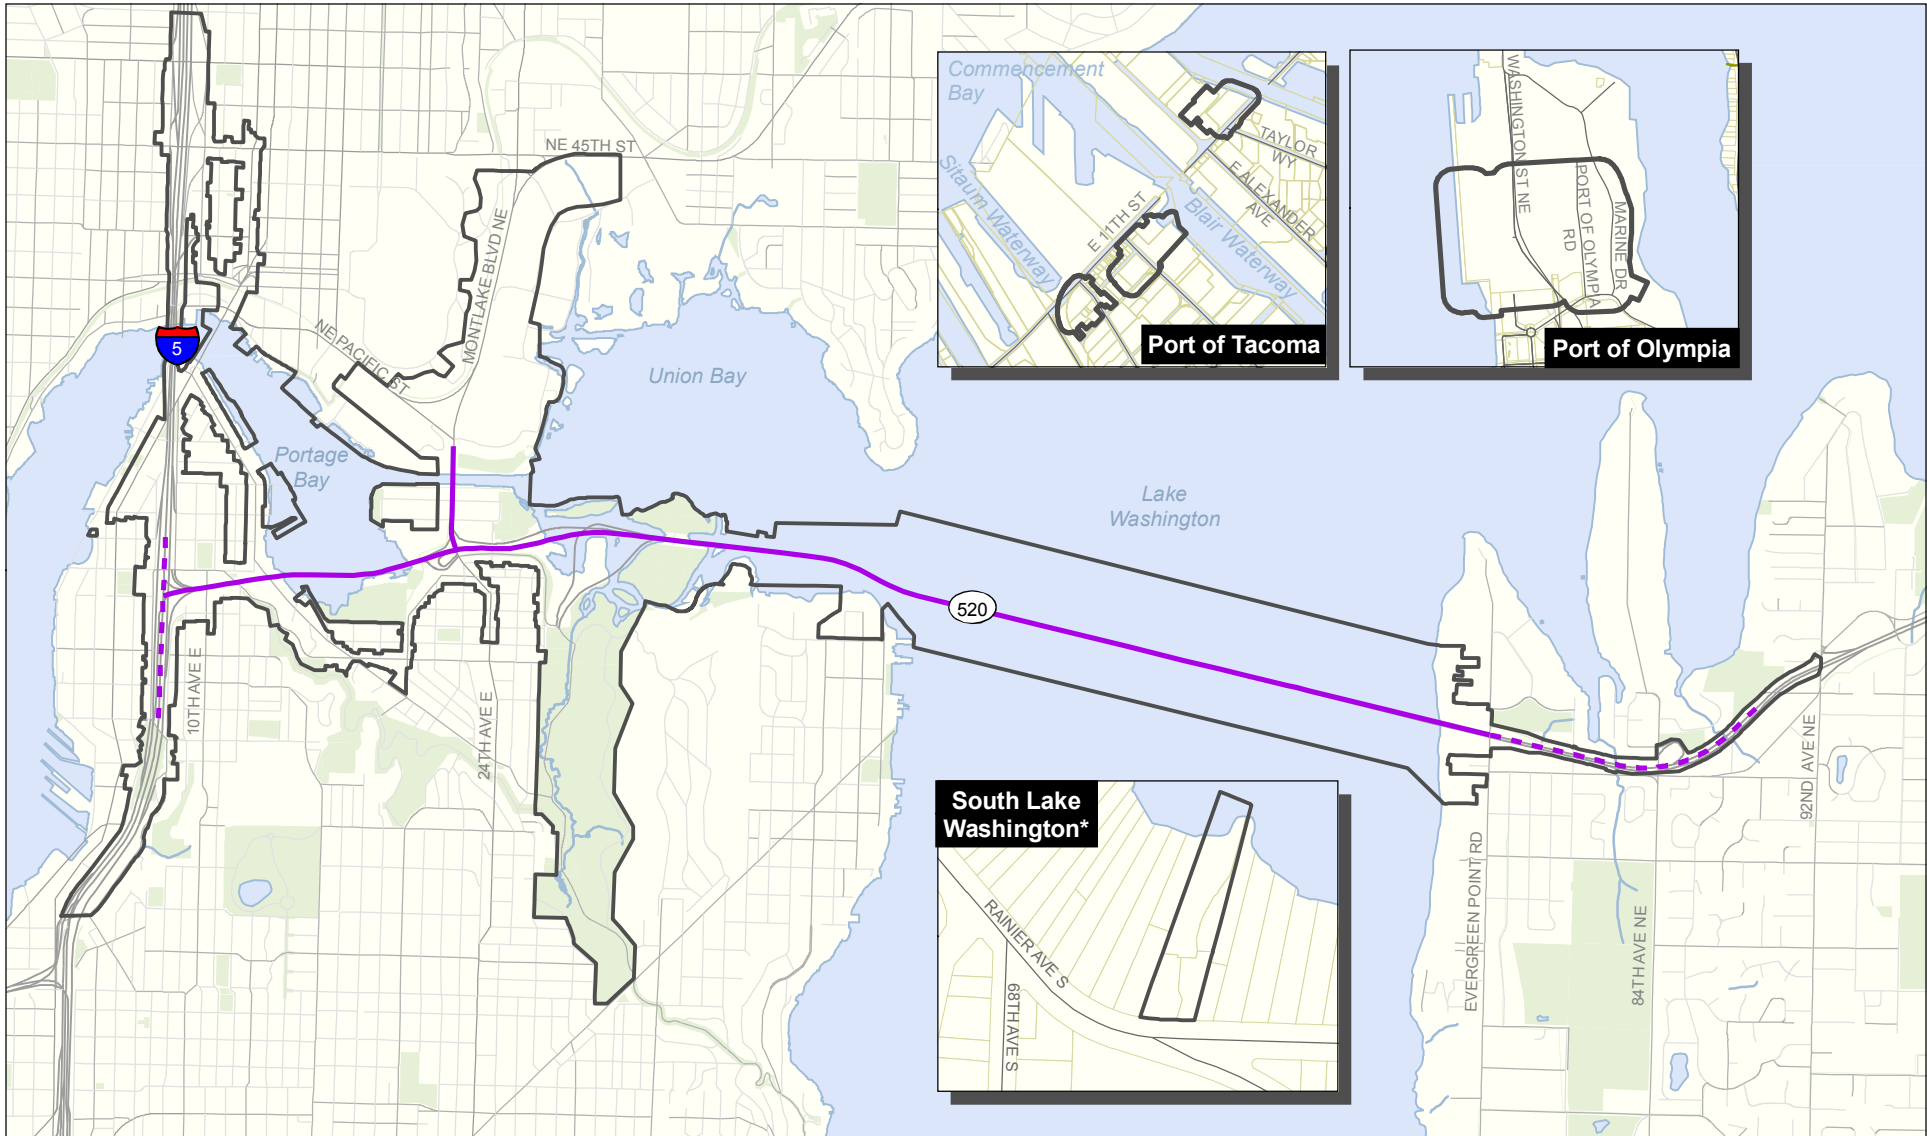 NE 45TH ST
MONTLAKE BLVD NE
NE PACIFIC ST
5
Union Bay
Portage
Bay
Lake
Washington
520
10TH AVE E
24TH AVE E
EVERGREEN POINT RD
84TH AVE NE
92ND AVE NE
Commencement
Bay
Sitaum Waterway
E 11TH ST
Blair Waterway
TAYLOR
WY
E ALEXANDER
AVE
Port of Tacoma
WASHINGTON ST NE
PORT OF OLYMPIA
RD
MARINE DR
Port of Olympia
South Lake
Washington*
RAINIER AVE S
68TH AVE S